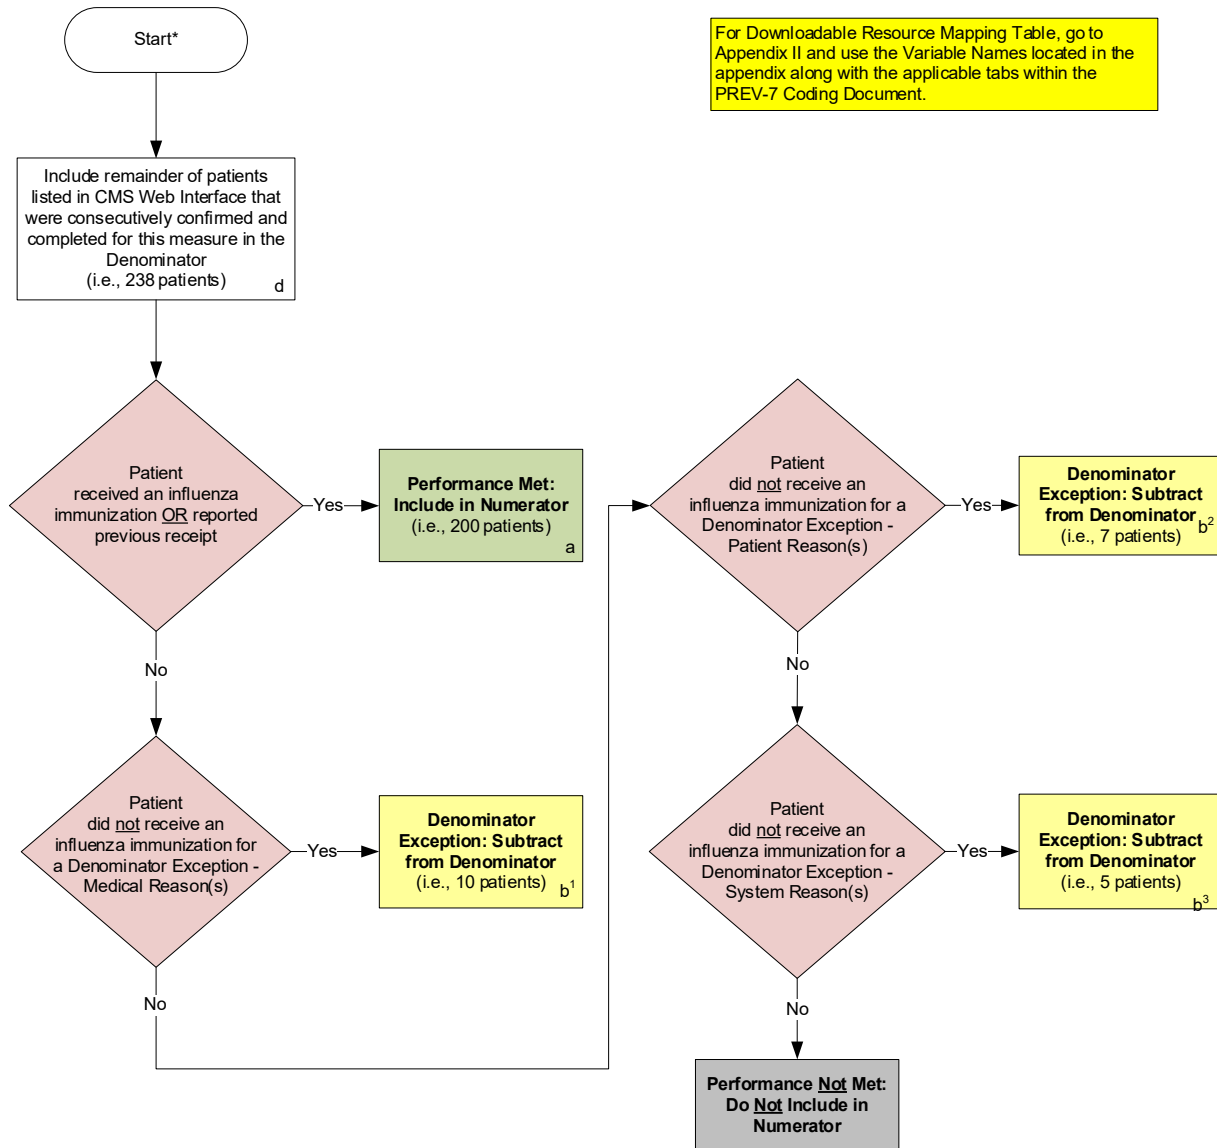 Start*
For Downloadable Resource Mapping Table, go to
Appendix II and use the Variable Names located in the
appendix along with the applicable tabs within the
PREV-7 Coding Document.
Include remainder of patients
listed in CMS Web Interface that
were consecutively confirmed and
completed for this measure in the
Denominator
(i.e., 238 patients)
d
Patient
received an influenza
immunization OR reported
previous receipt
Yes
Performance Met:
Include in Numerator
(i.e., 200 patients)
a
No
Patient
did not receive an
influenza immunization for
a Denominator Exception -
Medical Reason(s)
Yes
Denominator
Exception: Subtract
from Denominator
(i.e., 10 patients)
b1
No
Patient
did not receive an
influenza immunization for
a Denominator Exception -
Patient Reason(s)
Yes
Denominator
Exception: Subtract
from Denominator
(i.e., 7 patients)
b2
No
Patient
did not receive an
influenza immunization for a
Denominator Exception -
System Reason(s)
Yes
Denominator
Exception: Subtract
from Denominator
(i.e., 5 patients)
b3
No
Performance Not Met:
Do Not Include in
Numerator